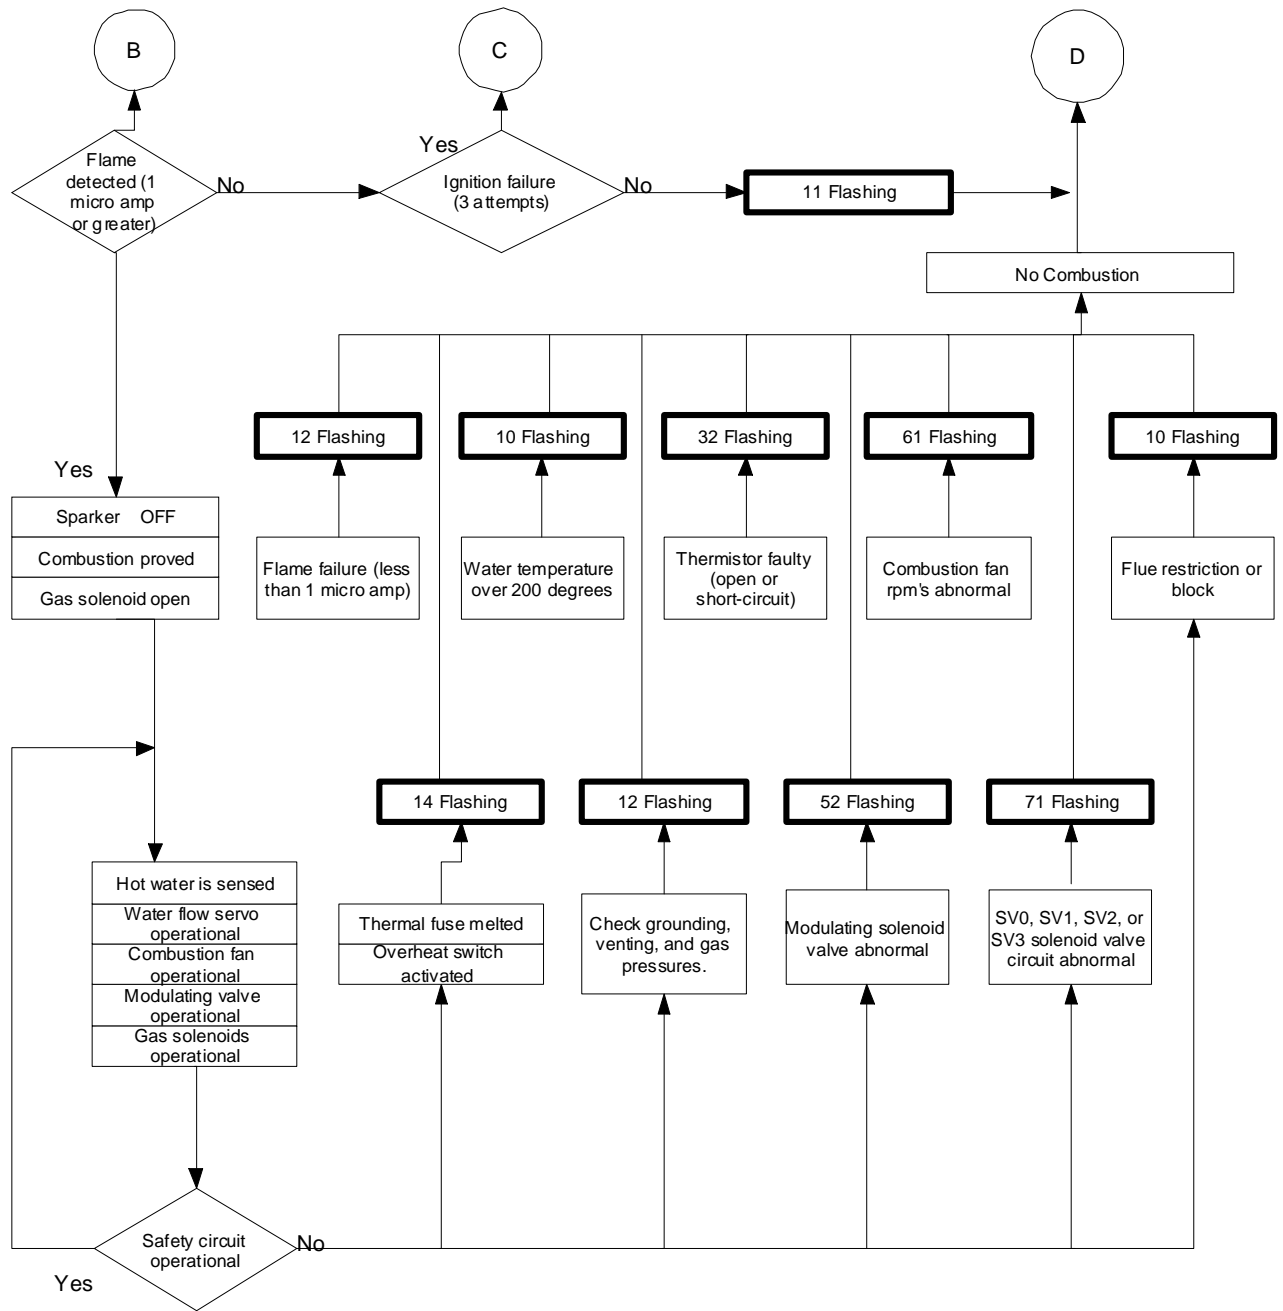 B
C
D
Flame
detected (1
micro amp
or greater)
No
Yes
Ignition failure
(3 attempts)
No
11 Flashing
No Combustion
12 Flashing
10 Flashing
32 Flashing
61 Flashing
10 Flashing
Yes
Sparker OFF
Combustion proved
Gas solenoid open
Flame failure (less
than 1 micro amp)
Water temperature
over 200 degrees
Thermistor faulty
(open or
short-circuit)
Combustion fan
rpm's abnormal
Flue restriction or
block
14 Flashing
12 Flashing
52 Flashing
71 Flashing
Hot water is sensed
Water flow servo
operational
Combustion fan
operational
Modulating valve
operational
Gas solenoids
operational
Thermal fuse melted
Overheat switch
activated
Check grounding,
venting, and gas
pressures.
Modulating solenoid
valve abnormal
SV0, SV1, SV2, or
SV3 solenoid valve
circuit abnormal
Safety circuit
operational
No
Yes